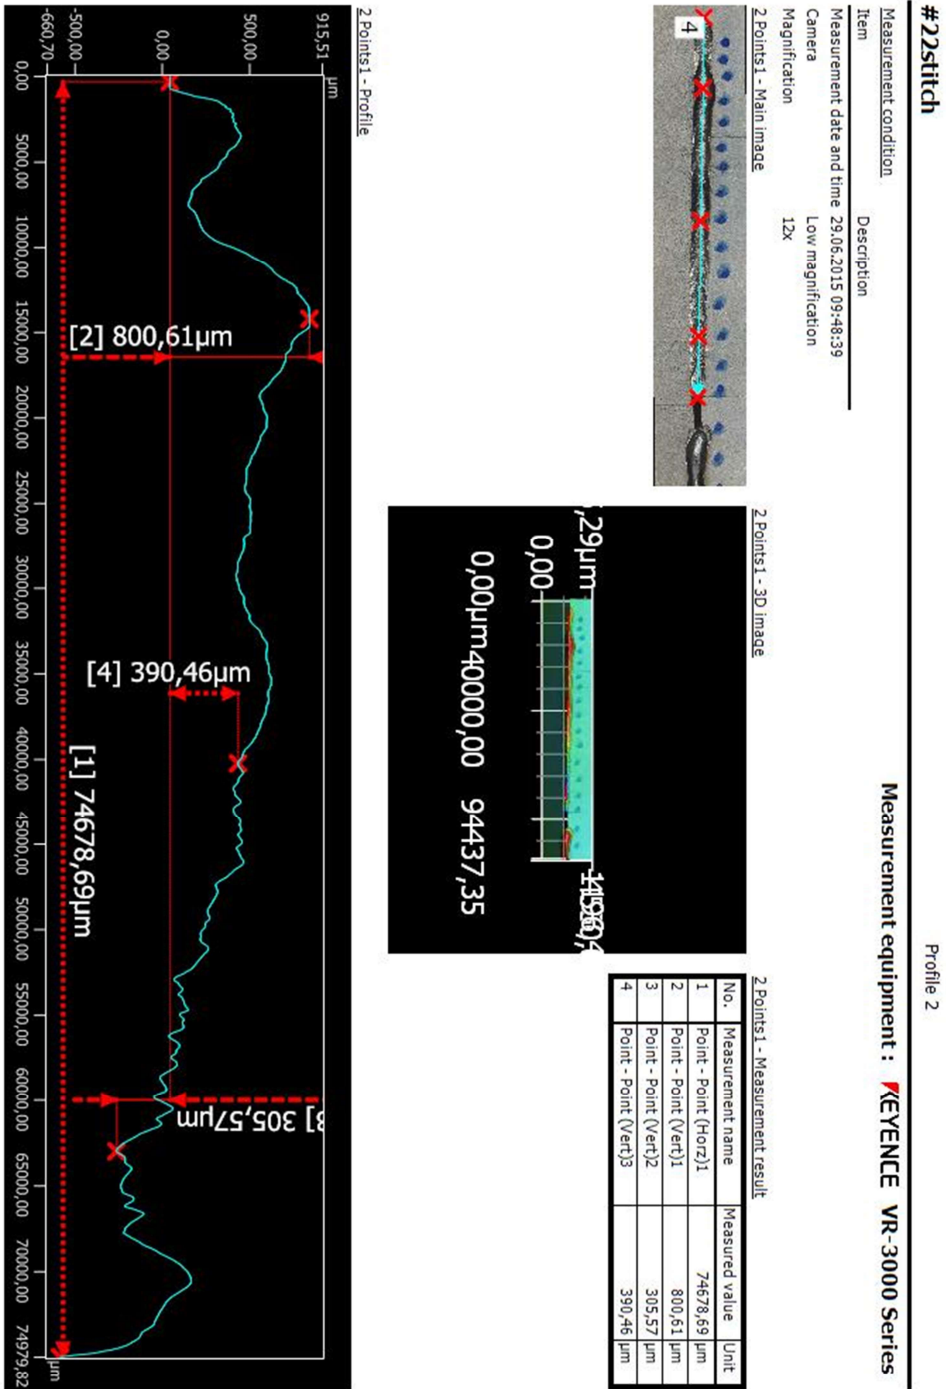 Profile 2
#22stitch
Measurement equipment : KEYENCE VR-3000 Series
Measurement condition
Item Description
Measurement date and time 29.06.2015 09:48:39
Camera Low magnification
Magnification 12x
2 Points1 - Main image
4
2 Points1 - 3D image
,29µm
0,00
0,00µm40000,00 94437,35
2 Points1 - Measurement result
No. Measurement name Measured value Unit
1 Point - Point (Horz)1 74678,69 µm
2 Point - Point (Vert)1 800,61 µm
3 Point - Point (Vert)2 305,57 µm
4 Point - Point (Vert)3 390,46 µm
2 Points1 - Profile
µm
915,51
500,00
0,00
-500,00
-660,70
[2] 800,61µm
[4] 390,46µm
3] 305,57µm
[1] 74678,69µm
0,00 5000,00 10000,00 15000,00 20000,00 25000,00 30000,00 35000,00 40000,00 45000,00 50000,00 55000,00 60000,00 65000,00 70000,00 74979,82
µm